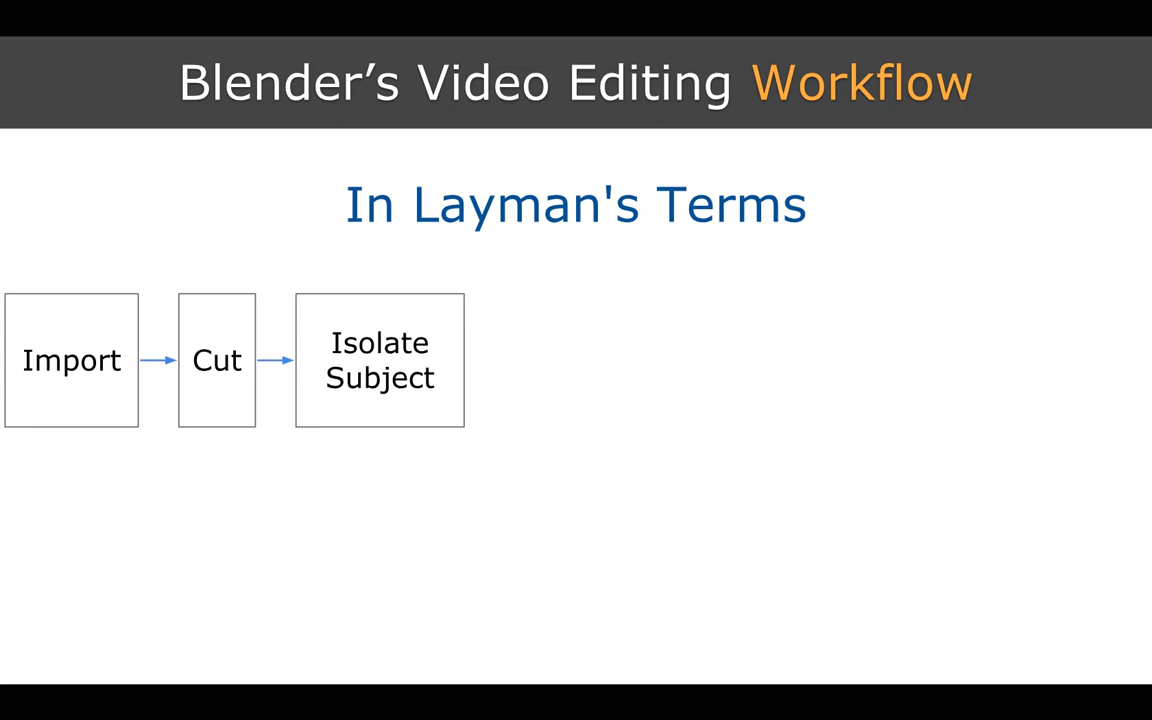 Blender’s Video Editing Workflow
In Layman's Terms
Import
Cut
Isolate
Subject